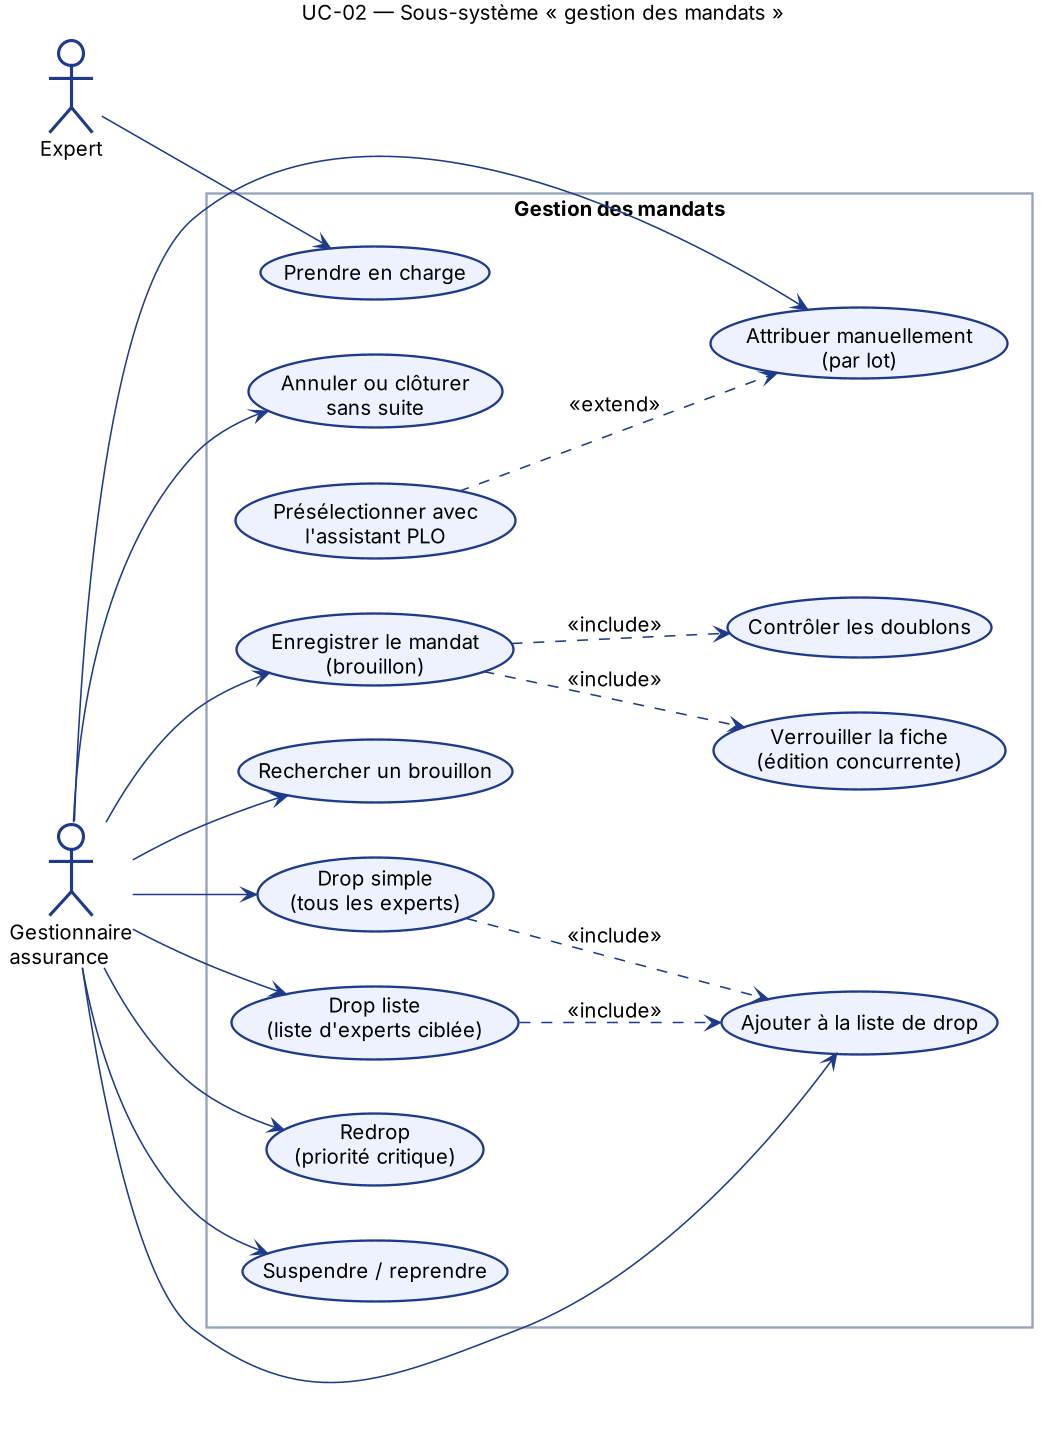 UC-02 — Sous-système « gestion des mandats »
Expert
Gestion des mandats
Prendre en charge
Attribuer manuellement
(par lot)
Annuler ou clôturer
sans suite
«extend»
Présélectionner avec
l'assistant PLO
Enregistrer le mandat
(brouillon)
«include»
Contrôler les doublons
«include»
Verrouiller la fiche
(édition concurrente)
Rechercher un brouillon
Gestionnaire
assurance
Drop simple
(tous les experts)
«include»
Drop liste
(liste d'experts ciblée)
«include»
Ajouter à la liste de drop
Redrop
(priorité critique)
Suspendre / reprendre